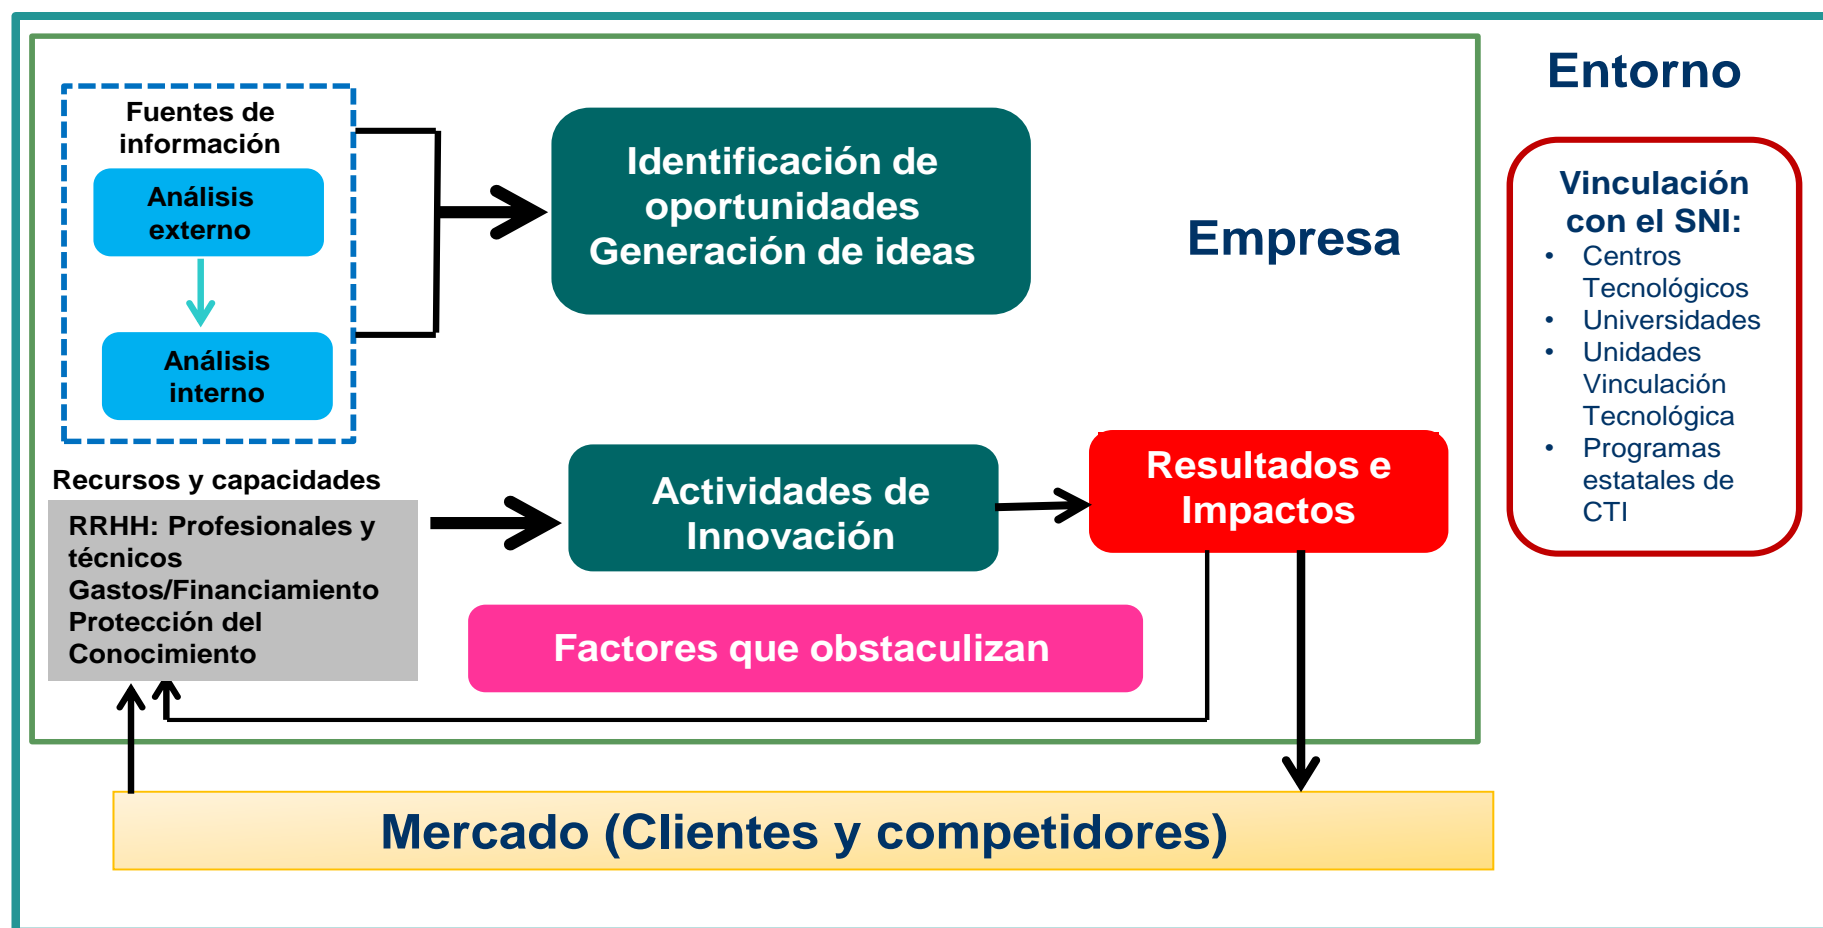 Entorno
Fuentes de
información
Análisis
externo
Análisis
interno
Identificación de
oportunidades
Generación de ideas
Empresa
Vinculación
con el SNI:
• Centros
Tecnológicos
• Universidades
• Unidades
Vinculación
Tecnológica
• Programas
estatales de
CTI
Recursos y capacidades
RRHH: Profesionales y
técnicos
Gastos/Financiamiento
Protección del
Conocimiento
Actividades de
Innovación
Resultados e
Impactos
Factores que obstaculizan
Mercado (Clientes y competidores)